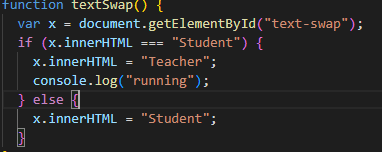 function textSwap() {
  var x = document.getElementById("text-swap");
  if (x.innerHTML === "Student") {
    x.innerHTML = "Teacher";
    console.log("running");
  } else {
    x.innerHTML = "Student";
  }